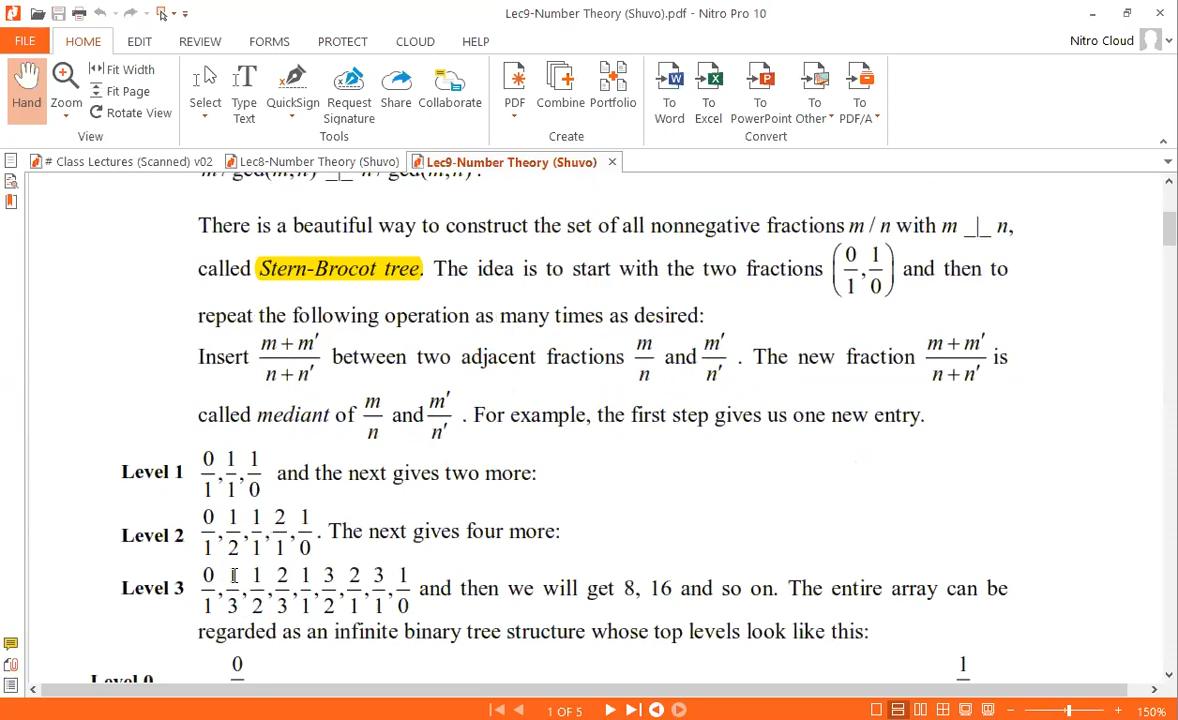 Lec9-Number Theory (Shuvo).pdf - Nitro Pro 10
FILE HOME EDIT REVIEW FORMS PROTECT CLOUD HELP Nitro Cloud
Hand Zoom Fit Width Fit Page Rotate View Select Type Text QuickSign Request Signature Share Collaborate PDF Combine Portfolio To Word To Excel To PowerPoint To Other To PDF/A
View Tools Create Convert
# Class Lectures (Scanned) v02 Lec8-Number Theory (Shuvo) Lec9-Number Theory (Shuvo)
m / gcd(m,n) _|_ n / gcd(m,n) .
There is a beautiful way to construct the set of all nonnegative fractions m / n with m _|_ n,
called Stern-Brocot tree. The idea is to start with the two fractions (0/1, 1/0) and then to
repeat the following operation as many times as desired:
Insert m + m′ / n + n′ between two adjacent fractions m/n and m′/n′ . The new fraction m + m′ / n + n′ is
called mediant of m/n and m′/n′ . For example, the first step gives us one new entry.
Level 1 0/1, 1/1, 1/0 and the next gives two more:
Level 2 0/1, 1/2, 1/1, 2/1, 1/0 . The next gives four more:
Level 3 0/1, 1/3, 1/2, 2/3, 1/1, 3/2, 2/1, 3/1, 1/0 and then we will get 8, 16 and so on. The entire array can be
regarded as an infinite binary tree structure whose top levels look like this:
Level 0 0 1
1 OF 5 150%